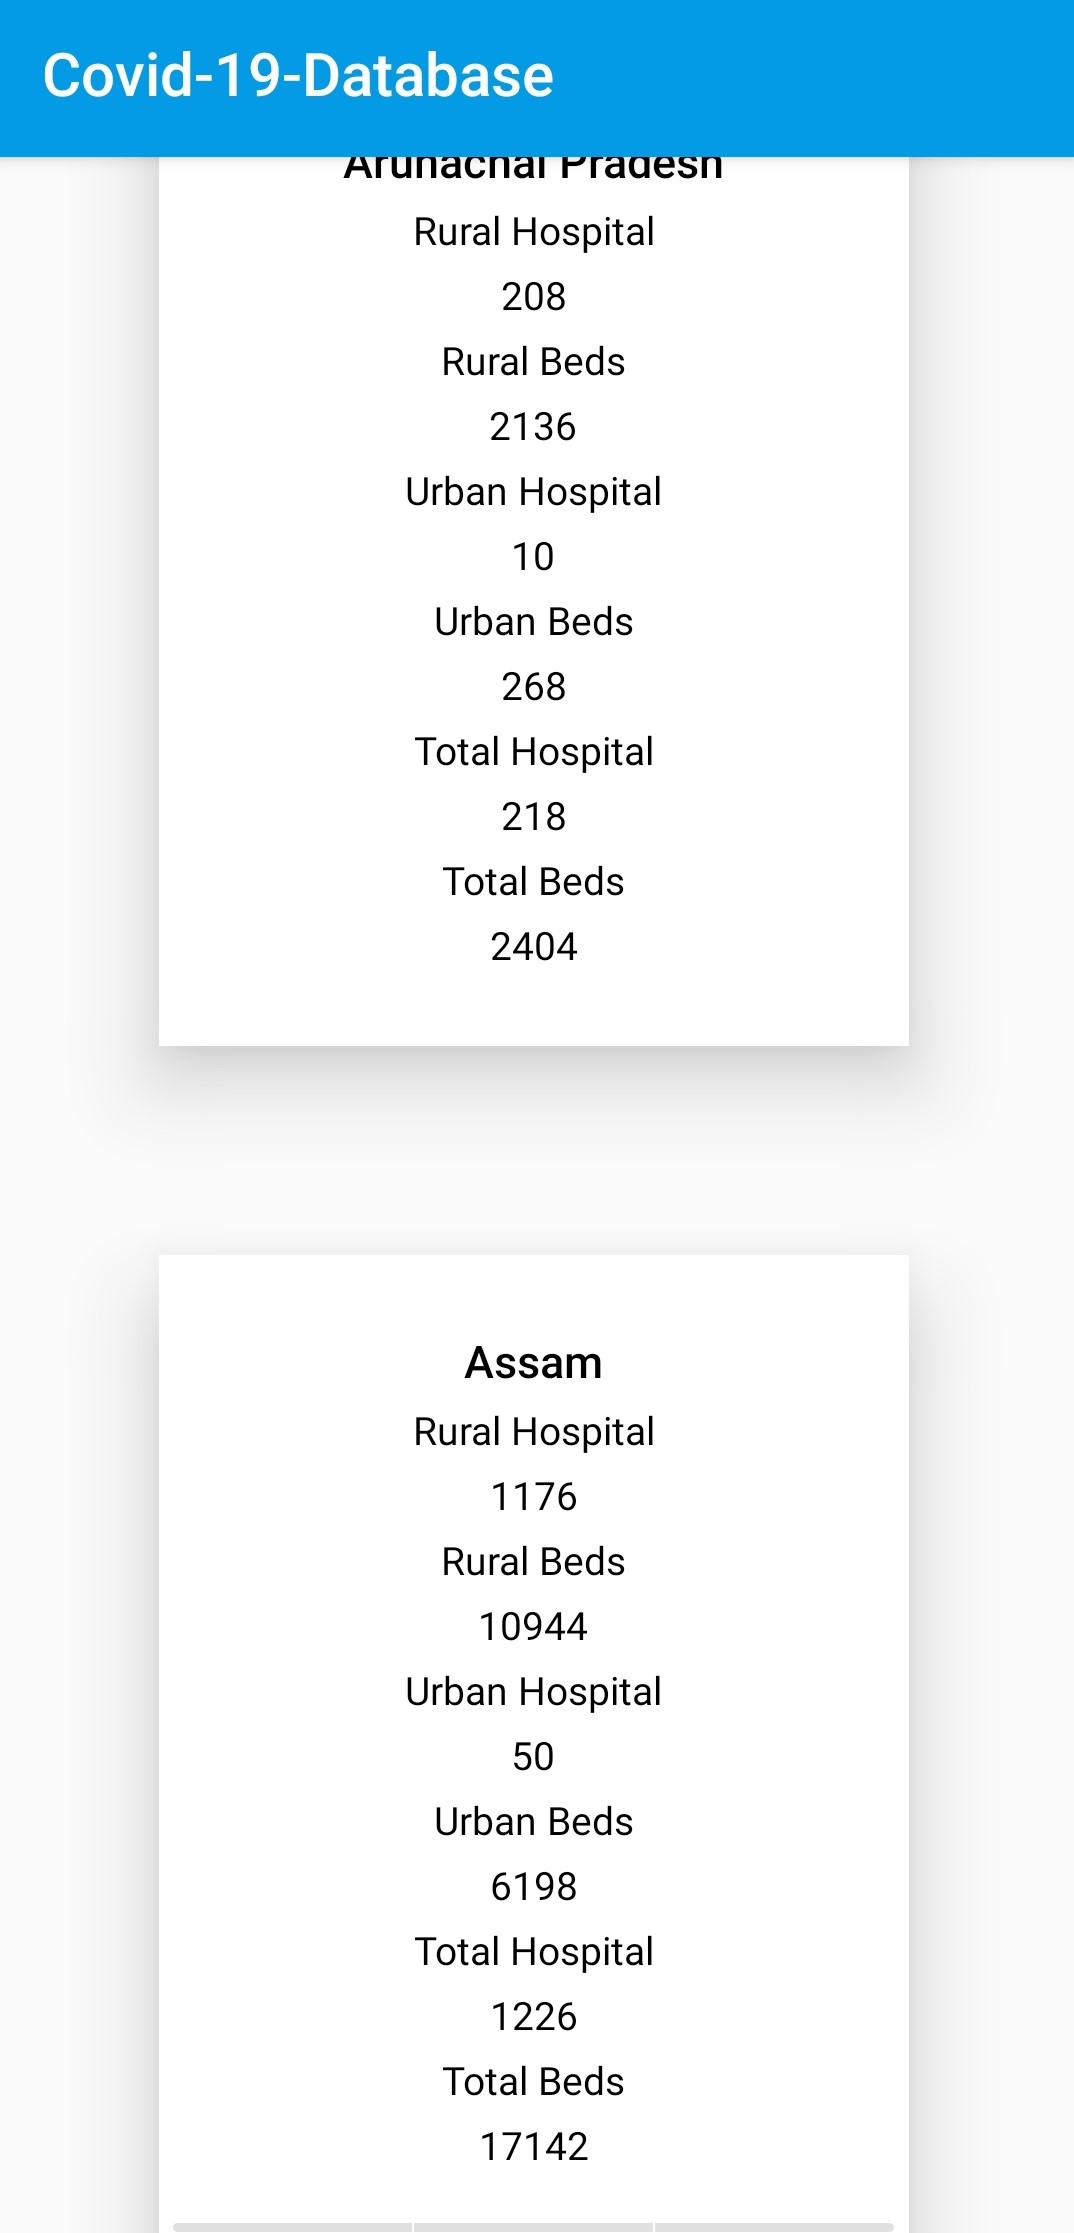 Covid-19-Database
Arunachal Pradesh
Rural Hospital
208
Rural Beds
2136
Urban Hospital
10
Urban Beds
268
Total Hospital
218
Total Beds
2404
Assam
Rural Hospital
1176
Rural Beds
10944
Urban Hospital
50
Urban Beds
6198
Total Hospital
1226
Total Beds
17142